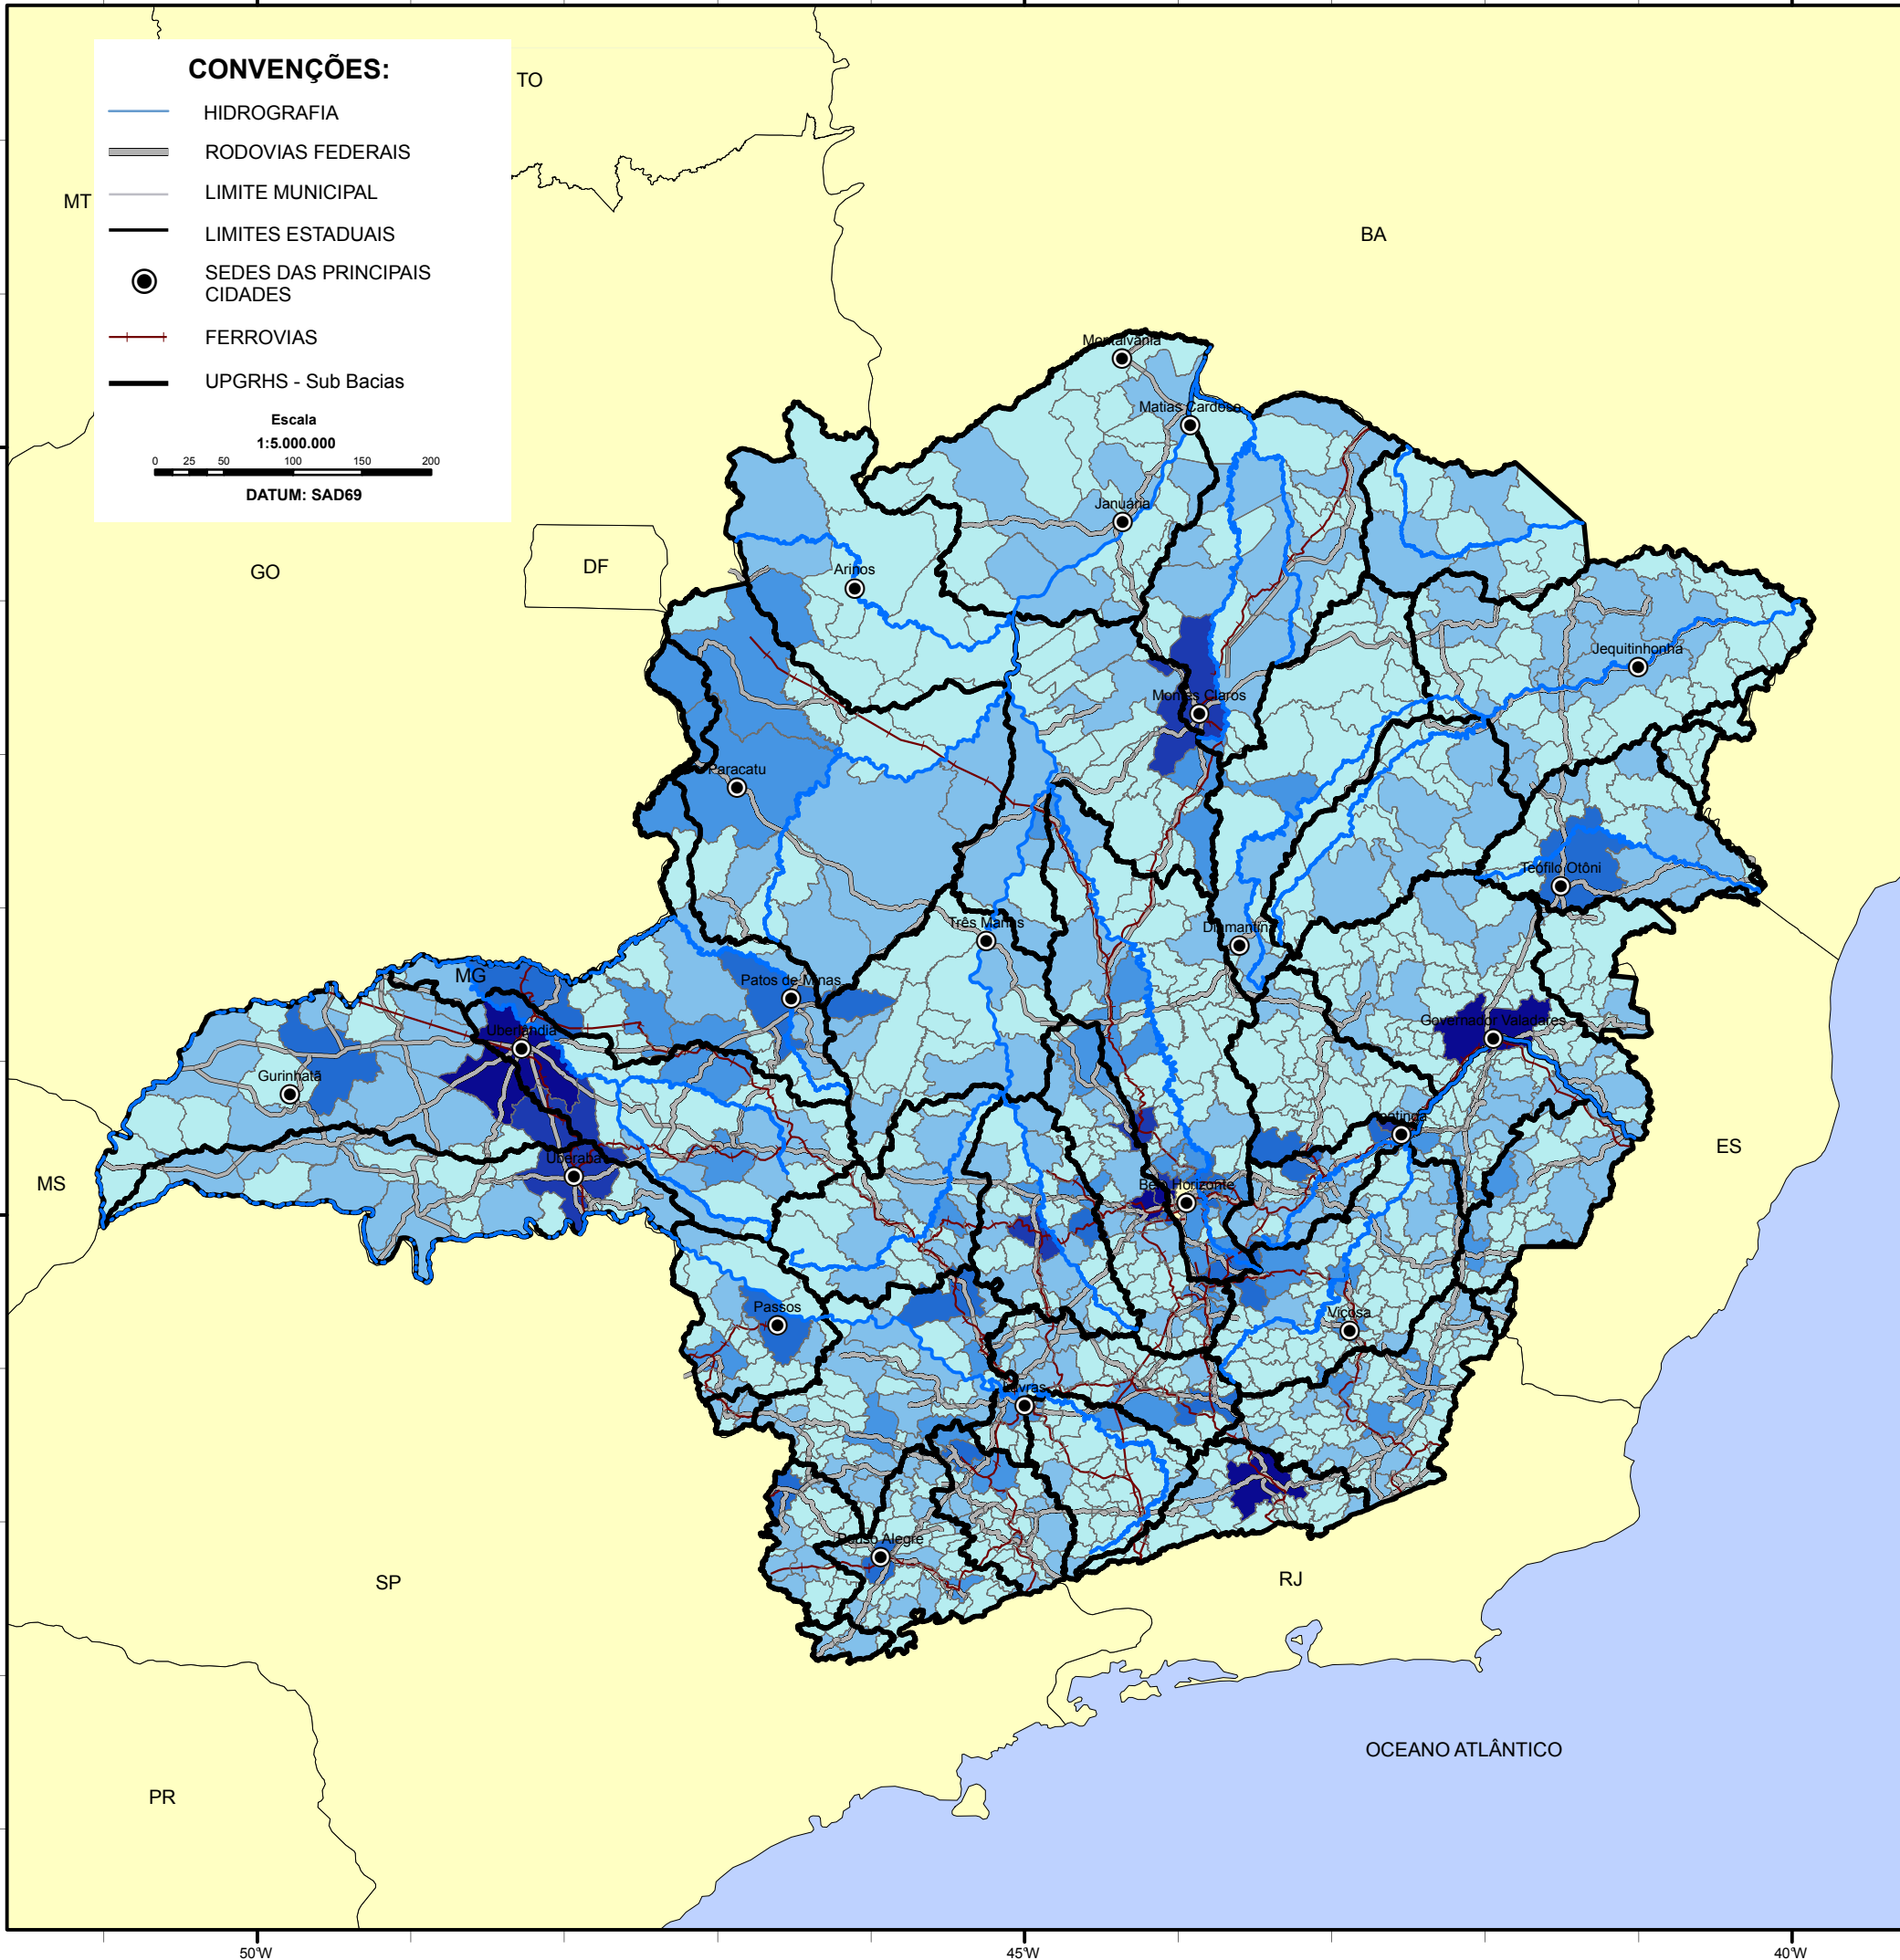 CONVENÇÕES:
HIDROGRAFIA
RODOVIAS FEDERAIS
LIMITE MUNICIPAL
LIMITES ESTADUAIS
SEDES DAS PRINCIPAIS
CIDADES
FERROVIAS
UPGRHS - Sub Bacias
Escala
1:5.000.000
0 25 50 100 150 200
DATUM: SAD69
TO
MT
BA
GO
DF
Montalvânia
Matias Cardoso
Januária
Arinos
Jequitinhonha
Montes Claros
Paracatu
Teófilo Otôni
Três Marias
Diamantina
MG
Patos de Minas
Uberlandia
Governador Valadares
Gurinhatã
Ipatinga
ES
Uberaba
MS
Belo Horizonte
Passos
Vicosa
Lavras
Pouso Alegre
SP
RJ
OCEANO ATLÂNTICO
PR
50°W 45°W 40°W